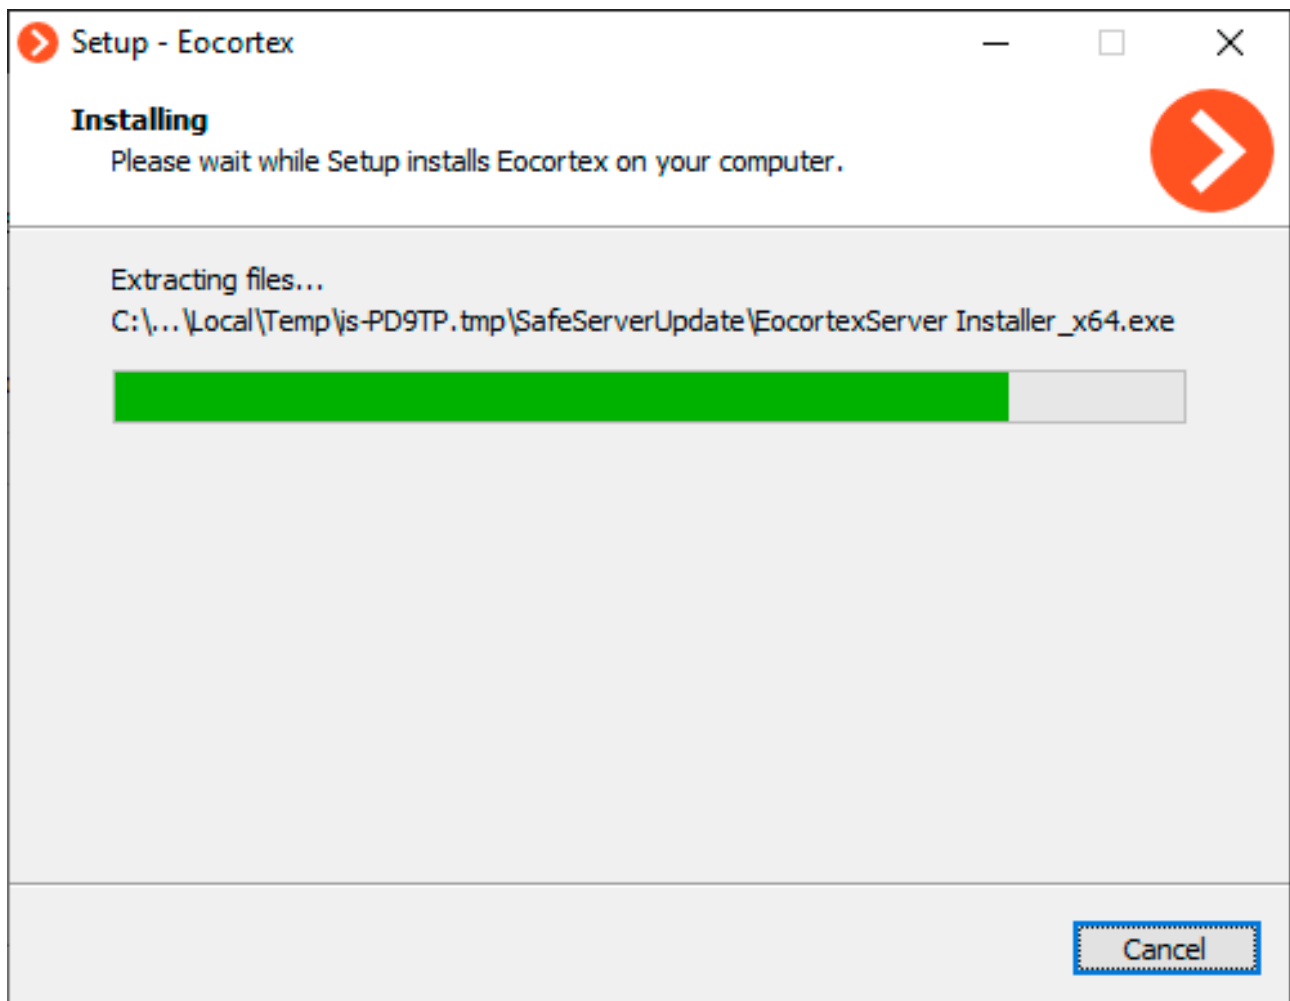 Setup - Eocortex
Installing
Please wait while Setup installs Eocortex on your computer.
Extracting files...
C:\...\Local\Temp\is-PD9TP.tmp\SafeServerUpdate\EocortexServer Installer_x64.exe
Cancel